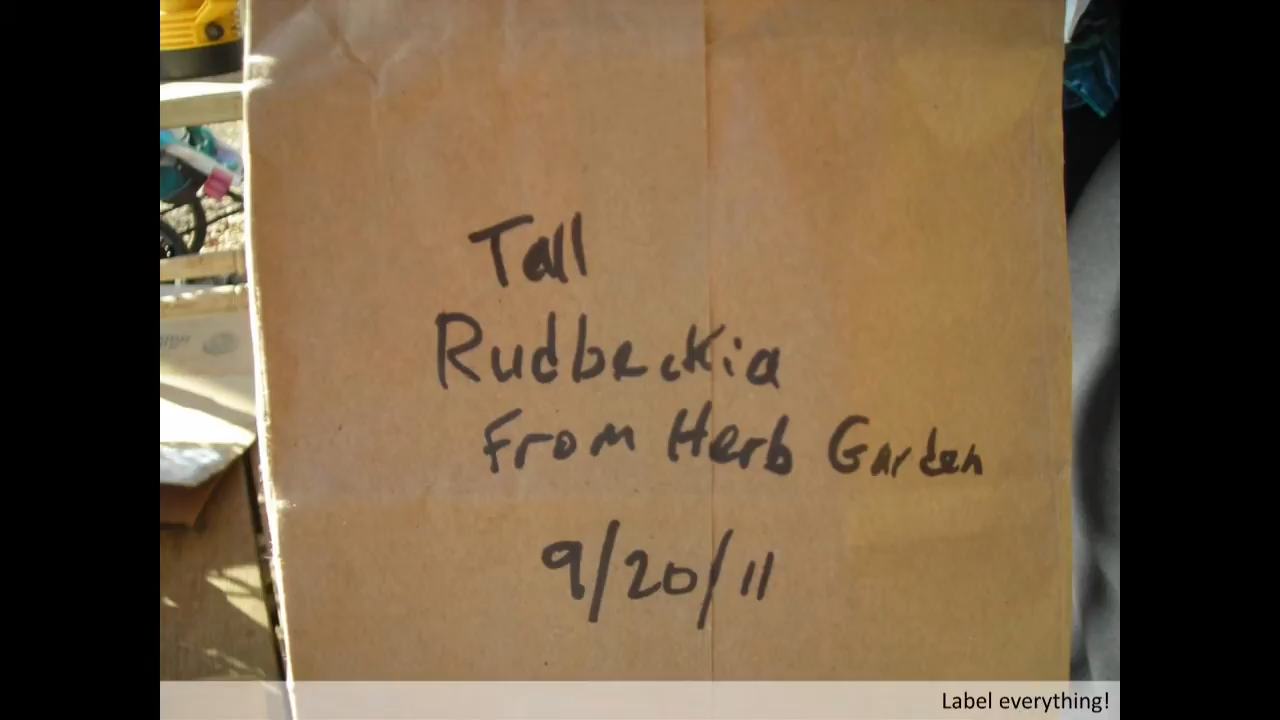 Tall
Rudbeckia
From Herb Garden
9/20/11
Label everything!